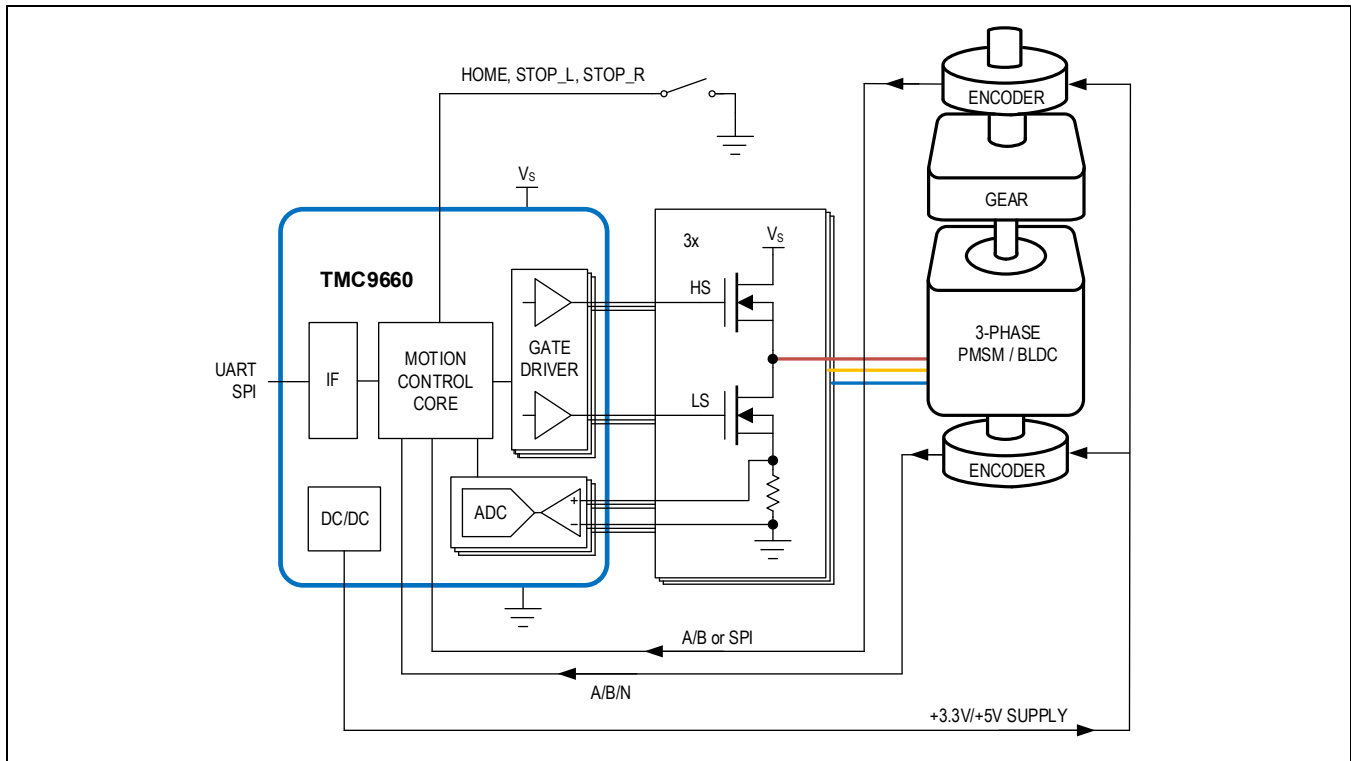 HOME, STOP_L, STOP_R
ENCODER
GEAR
3-PHASE
PMSM / BLDC
ENCODER
VS
TMC9660
UART
SPI
IF
MOTION
CONTROL
CORE
GATE
DRIVER
DC/DC
ADC
+
–
3x
VS
HS
LS
A/B or SPI
A/B/N
+3.3V/+5V SUPPLY